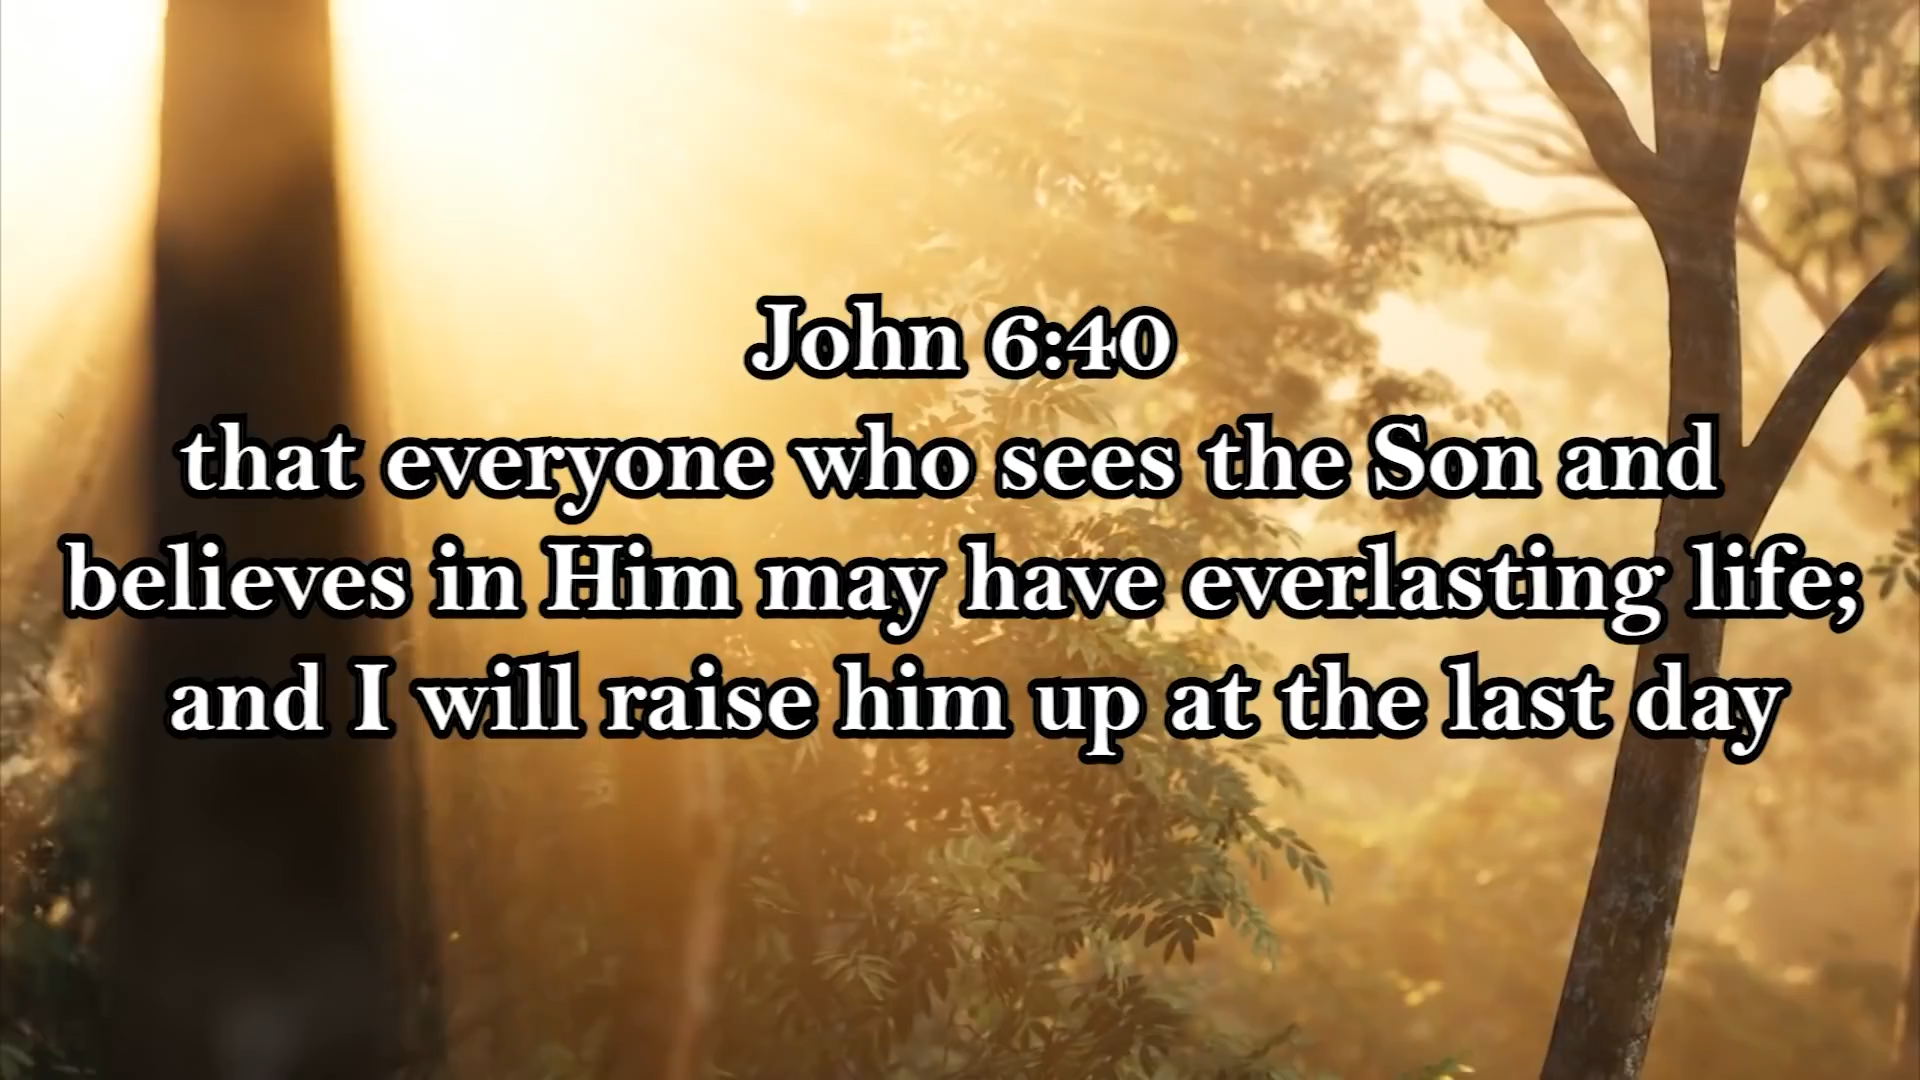 John 6:40
that everyone who sees the Son and
believes in Him may have everlasting life;
and I will raise him up at the last day